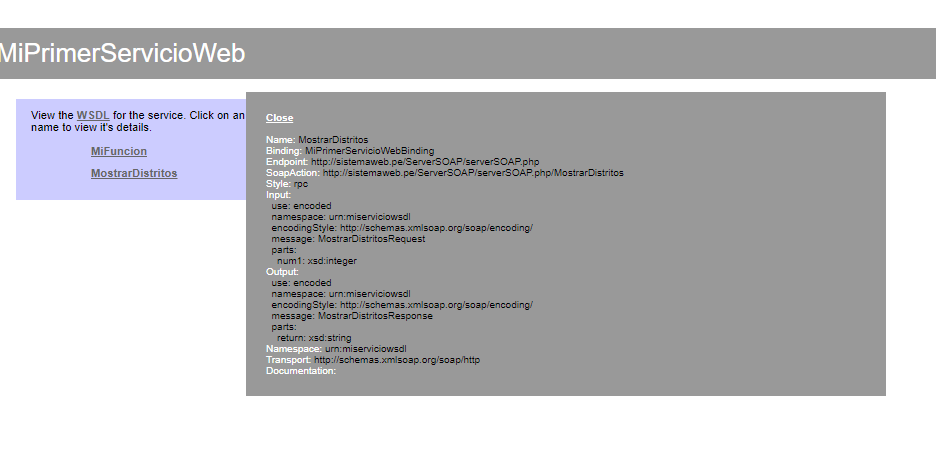 MiPrimerServicioWeb
View the WSDL for the service. Click on an
name to view it's details.
MiFuncion
MostrarDistritos
Close
Name: MostrarDistritos
Binding: MiPrimerServicioWebBinding
Endpoint: http://sistemaweb.pe/ServerSOAP/serverSOAP.php
SoapAction: http://sistemaweb.pe/ServerSOAP/serverSOAP.php/MostrarDistritos
Style: rpc
Input:
use: encoded
namespace: urn:miserviciowsdl
encodingStyle: http://schemas.xmlsoap.org/soap/encoding/
message: MostrarDistritosRequest
parts:
num1: xsd:integer
Output:
use: encoded
namespace: urn:miserviciowsdl
encodingStyle: http://schemas.xmlsoap.org/soap/encoding/
message: MostrarDistritosResponse
parts:
return: xsd:string
Namespace: urn:miserviciowsdl
Transport: http://schemas.xmlsoap.org/soap/http
Documentation: